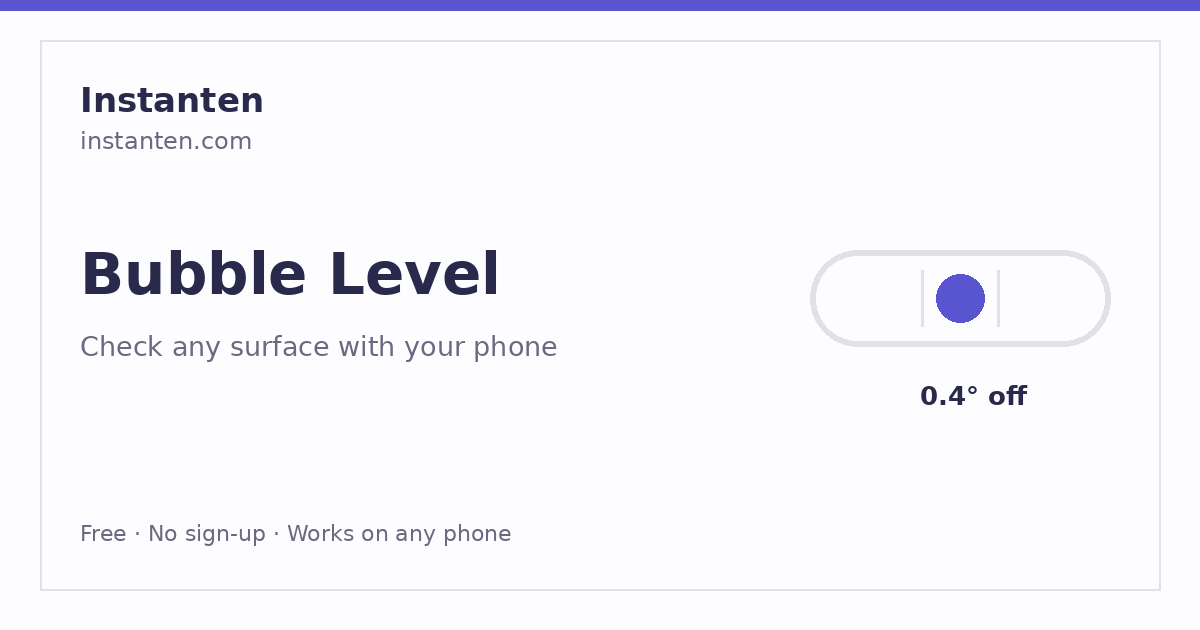 Instanten
instanten.com
Bubble Level
Check any surface with your phone
0.4° off
Free · No sign-up · Works on any phone